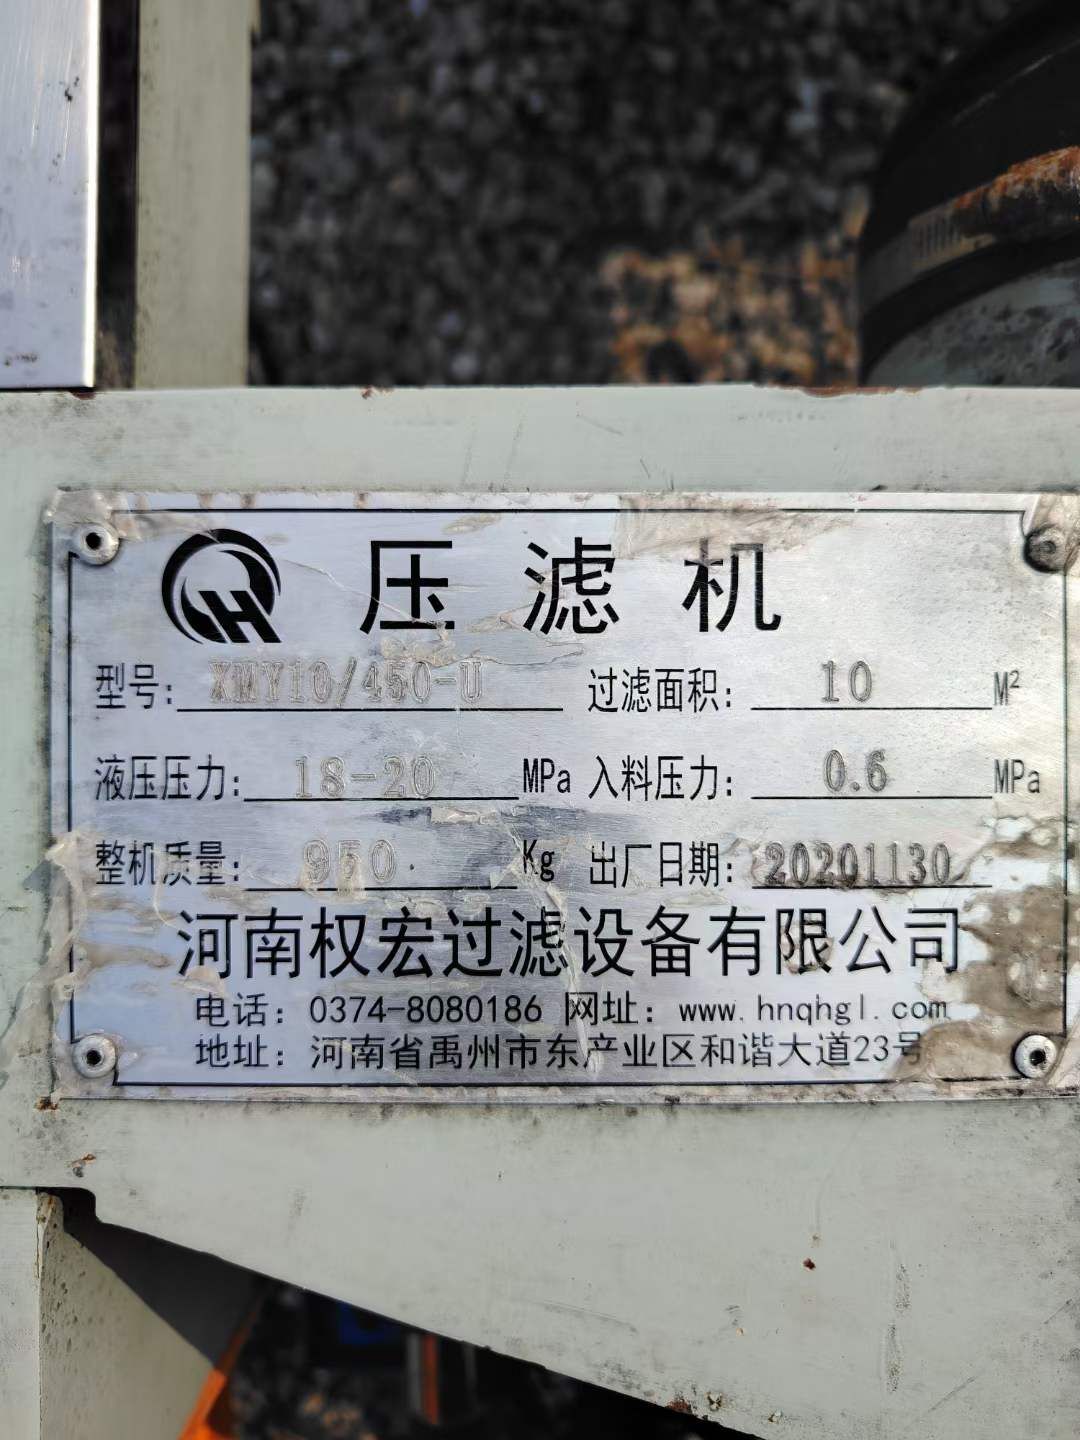 QH 压滤机
型号: XMY10/450-U 过滤面积: 10 M²
液压压力: 18-20 MPa 入料压力: 0.6 MPa
整机质量: 950 Kg 出厂日期: 20201130
河南权宏过滤设备有限公司
电话: 0374-8080186 网址: www.hnqhgl.com
地址: 河南省禹州市东产业区和谐大道23号